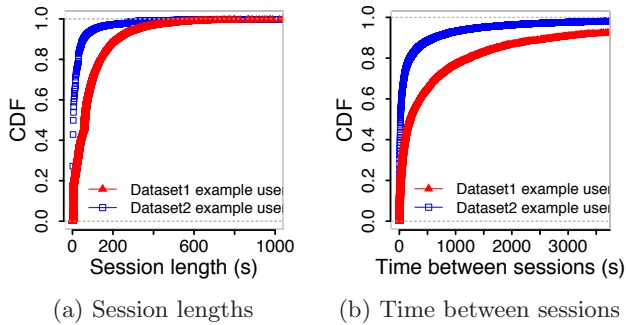 CDF
0.0 0.2 0.4 0.6 0.8 1.0
Dataset1 example user
Dataset2 example user
0 200 600 1000
Session length (s)
(a) Session lengths
CDF
0.0 0.2 0.4 0.6 0.8 1.0
Dataset1 example user
Dataset2 example user
0 1000 2000 3000
Time between sessions (s)
(b) Time between sessions